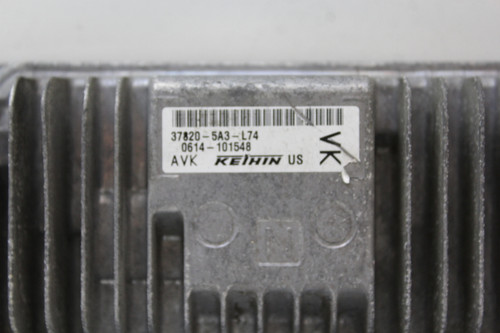 37820-5A3-L74
0614-101548
AVK KEIHIN US
VK